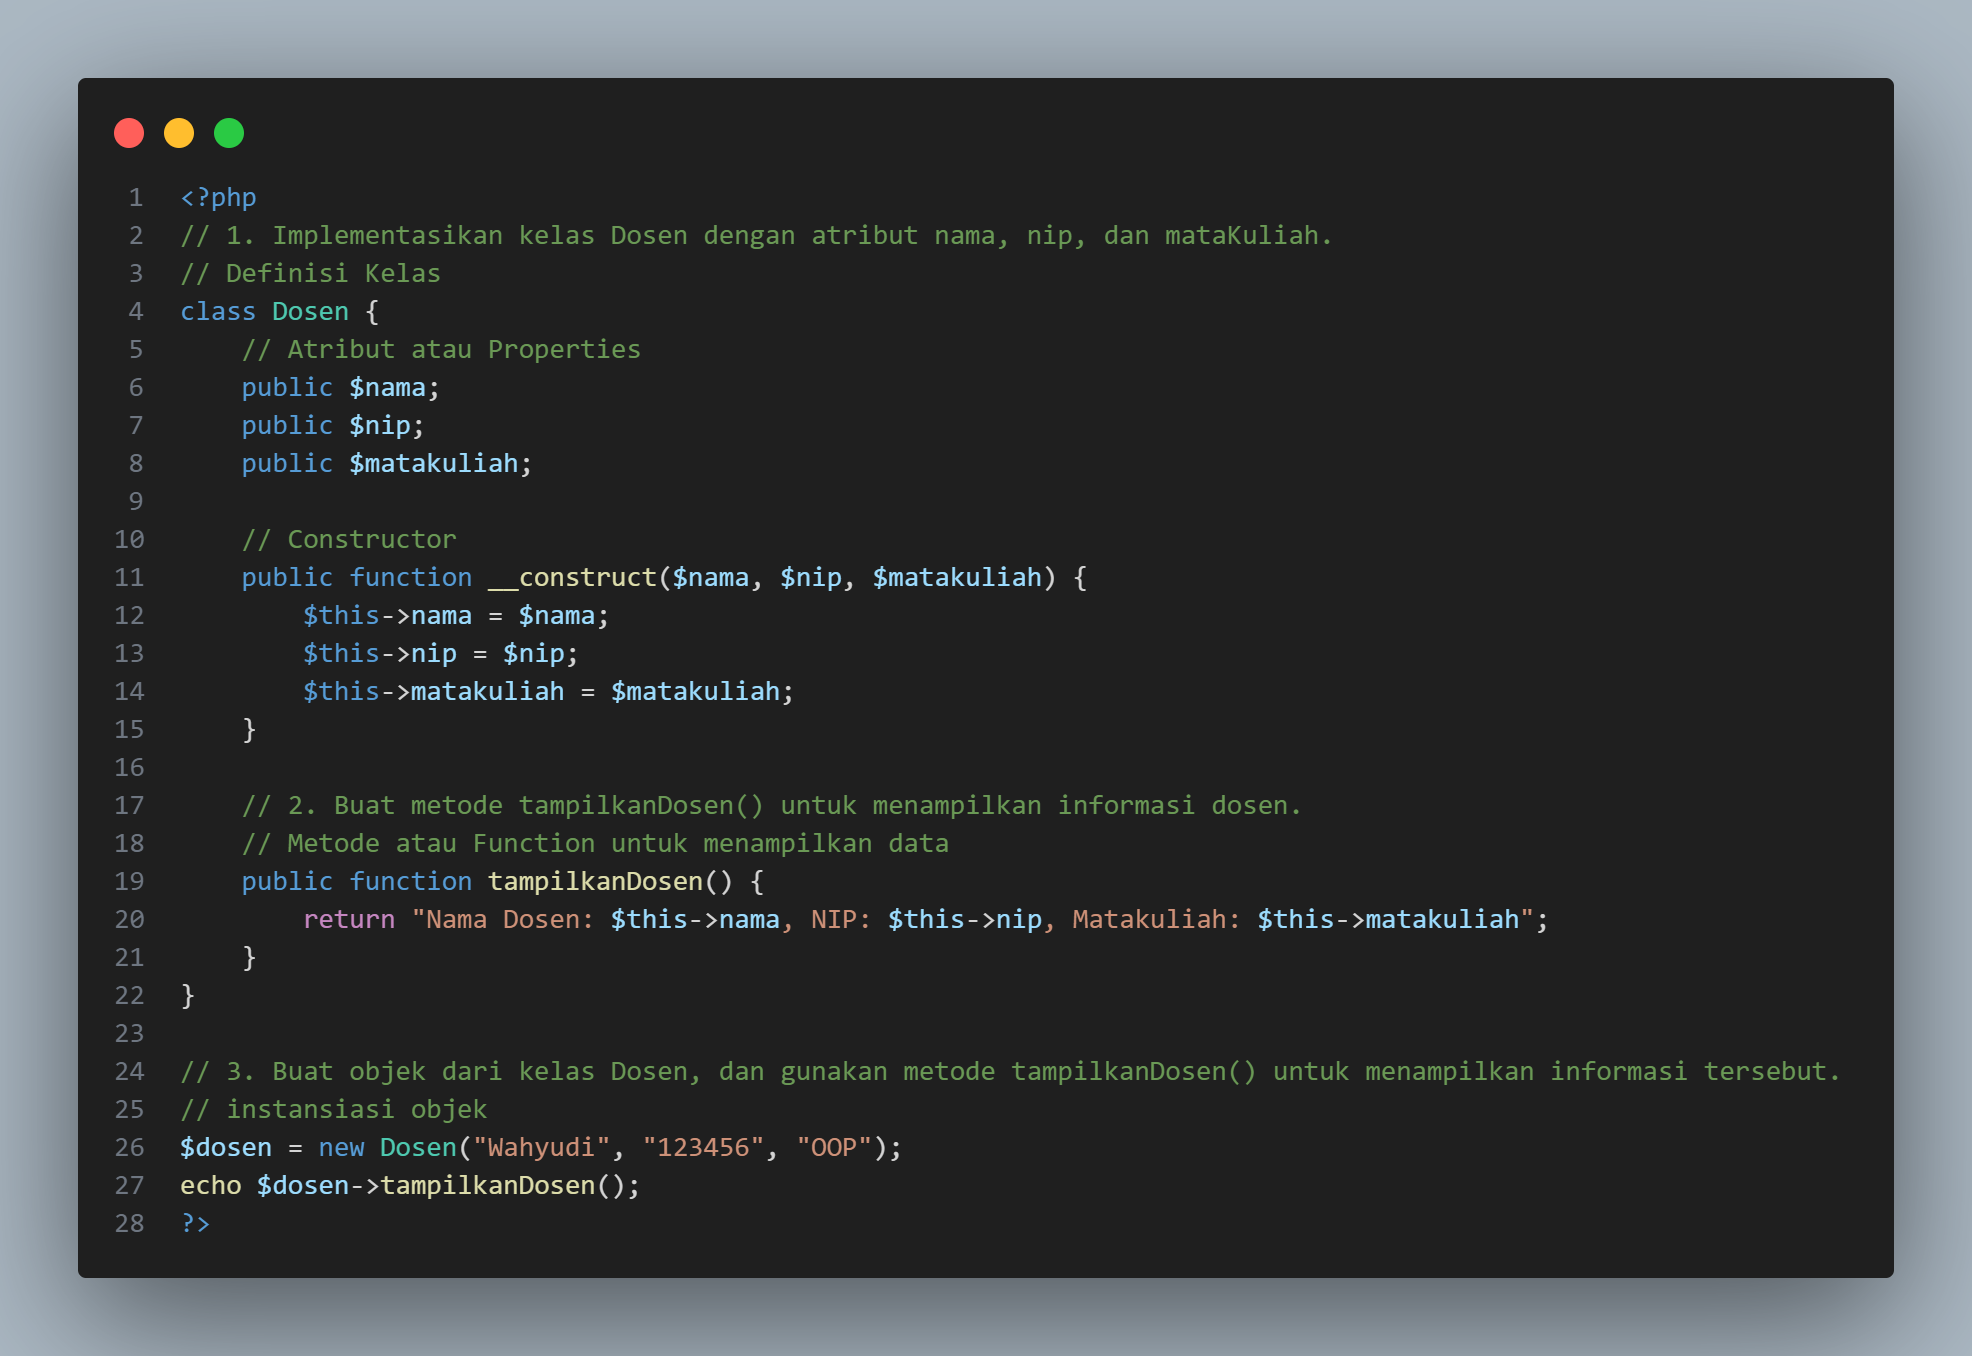 1 <?php
2 // 1. Implementasikan kelas Dosen dengan atribut nama, nip, dan mataKuliah.
3 // Definisi Kelas
4 class Dosen {
5     // Atribut atau Properties
6     public $nama;
7     public $nip;
8     public $matakuliah;
9
10     // Constructor
11     public function __construct($nama, $nip, $matakuliah) {
12         $this->nama = $nama;
13         $this->nip = $nip;
14         $this->matakuliah = $matakuliah;
15     }
16
17     // 2. Buat metode tampilkanDosen() untuk menampilkan informasi dosen.
18     // Metode atau Function untuk menampilkan data
19     public function tampilkanDosen() {
20         return "Nama Dosen: $this->nama, NIP: $this->nip, Matakuliah: $this->matakuliah";
21     }
22 }
23
24 // 3. Buat objek dari kelas Dosen, dan gunakan metode tampilkanDosen() untuk menampilkan informasi tersebut.
25 // instansiasi objek
26 $dosen = new Dosen("Wahyudi", "123456", "OOP");
27 echo $dosen->tampilkanDosen();
28 ?>